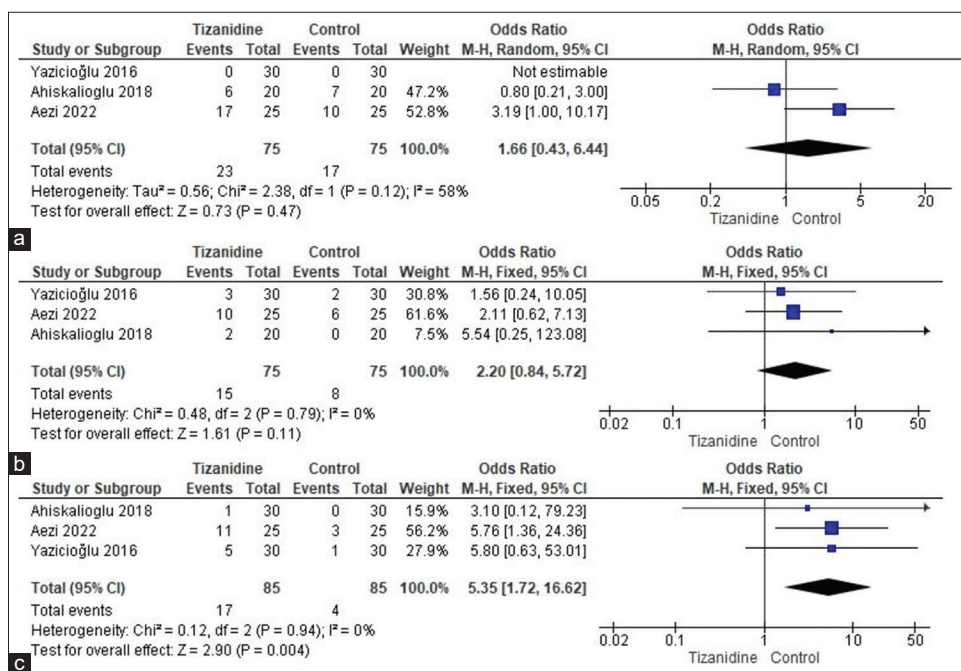 Tizanidine Control Odds Ratio Odds Ratio
Study or Subgroup Events Total Events Total Weight M-H, Random, 95% CI M-H, Random, 95% CI
Yazicioğlu 2016 0 30 0 30 Not estimable
Ahiskalioglu 2018 6 20 7 20 47.2% 0.80 [0.21, 3.00]
Aezi 2022 17 25 10 25 52.8% 3.19 [1.00, 10.17]
Total (95% CI) 75 75 100.0% 1.66 [0.43, 6.44]
Total events 23 17
Heterogeneity: Tau² = 0.56; Chi² = 2.38, df = 1 (P = 0.12); I² = 58%
Test for overall effect: Z = 0.73 (P = 0.47)
0.05 0.2 1 5 20
Tizanidine Control
a
Tizanidine Control Odds Ratio Odds Ratio
Study or Subgroup Events Total Events Total Weight M-H, Fixed, 95% CI M-H, Fixed, 95% CI
Yazicioğlu 2016 3 30 2 30 30.8% 1.56 [0.24, 10.05]
Aezi 2022 10 25 6 25 61.6% 2.11 [0.62, 7.13]
Ahiskalioglu 2018 2 20 0 20 7.5% 5.54 [0.25, 123.08]
Total (95% CI) 75 75 100.0% 2.20 [0.84, 5.72]
Total events 15 8
Heterogeneity: Chi² = 0.48, df = 2 (P = 0.79); I² = 0%
Test for overall effect: Z = 1.61 (P = 0.11)
0.02 0.1 1 10 50
Tizanidine Control
b
Tizanidine Control Odds Ratio Odds Ratio
Study or Subgroup Events Total Events Total Weight M-H, Fixed, 95% CI M-H, Fixed, 95% CI
Ahiskalioglu 2018 1 30 0 30 15.9% 3.10 [0.12, 79.23]
Aezi 2022 11 25 3 25 56.2% 5.76 [1.36, 24.36]
Yazicioğlu 2016 5 30 1 30 27.9% 5.80 [0.63, 53.01]
Total (95% CI) 85 85 100.0% 5.35 [1.72, 16.62]
Total events 17 4
Heterogeneity: Chi² = 0.12, df = 2 (P = 0.94); I² = 0%
Test for overall effect: Z = 2.90 (P = 0.004)
0.02 0.1 1 10 50
Tizanidine Control
c